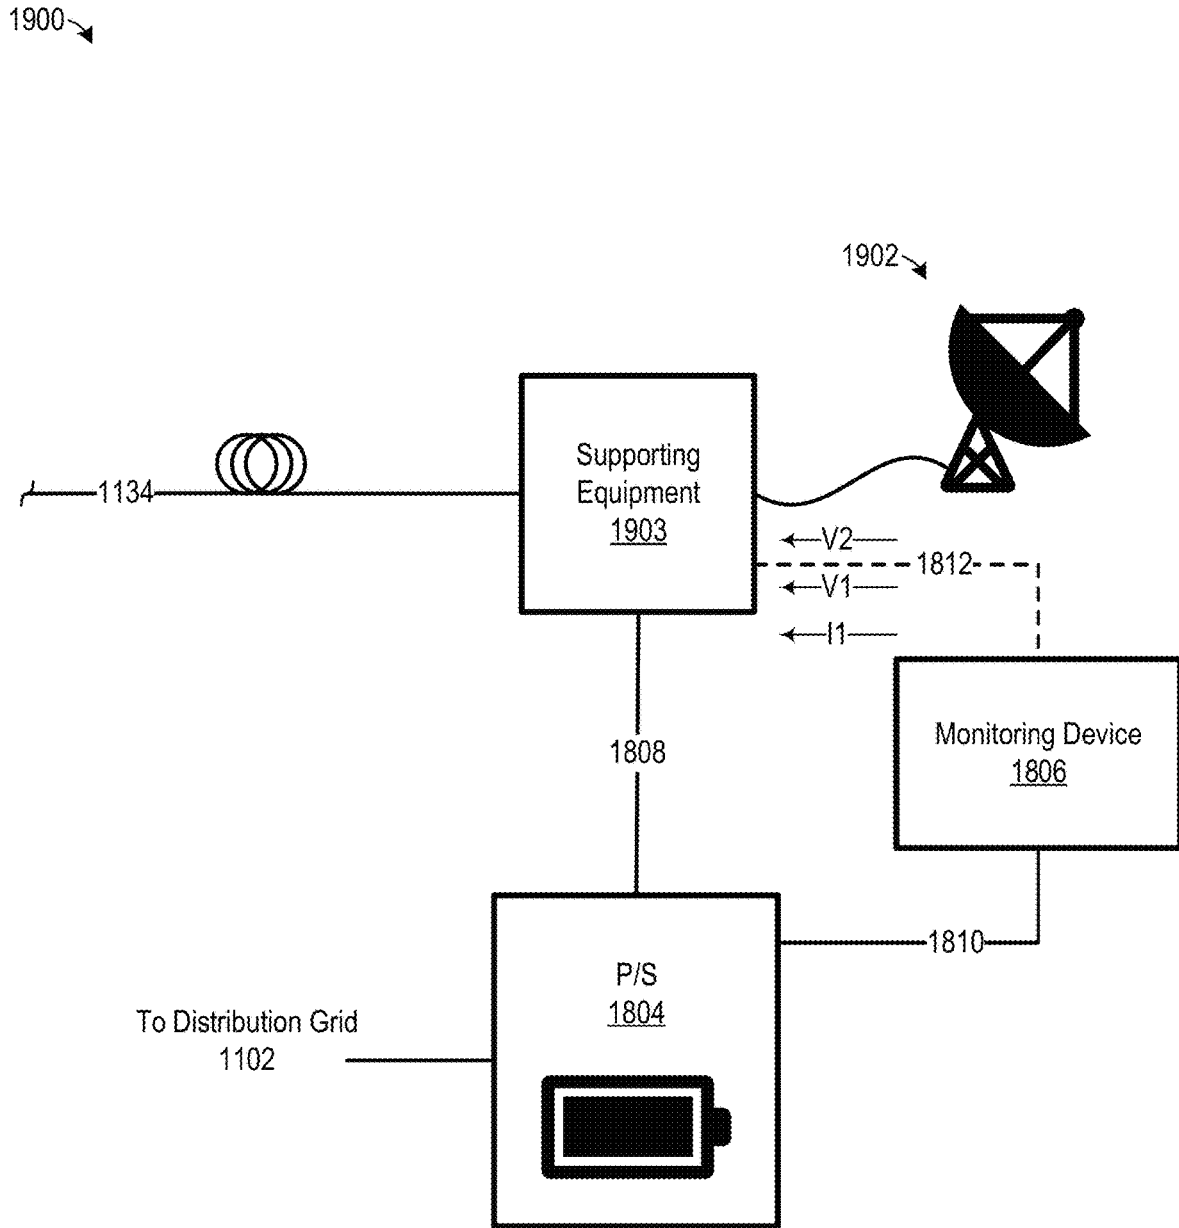 1900
1902
Supporting
Equipment
1903
1134
V2
1812
V1
I1
1808
Monitoring Device
1806
1810
P/S
1804
To Distribution Grid
1102